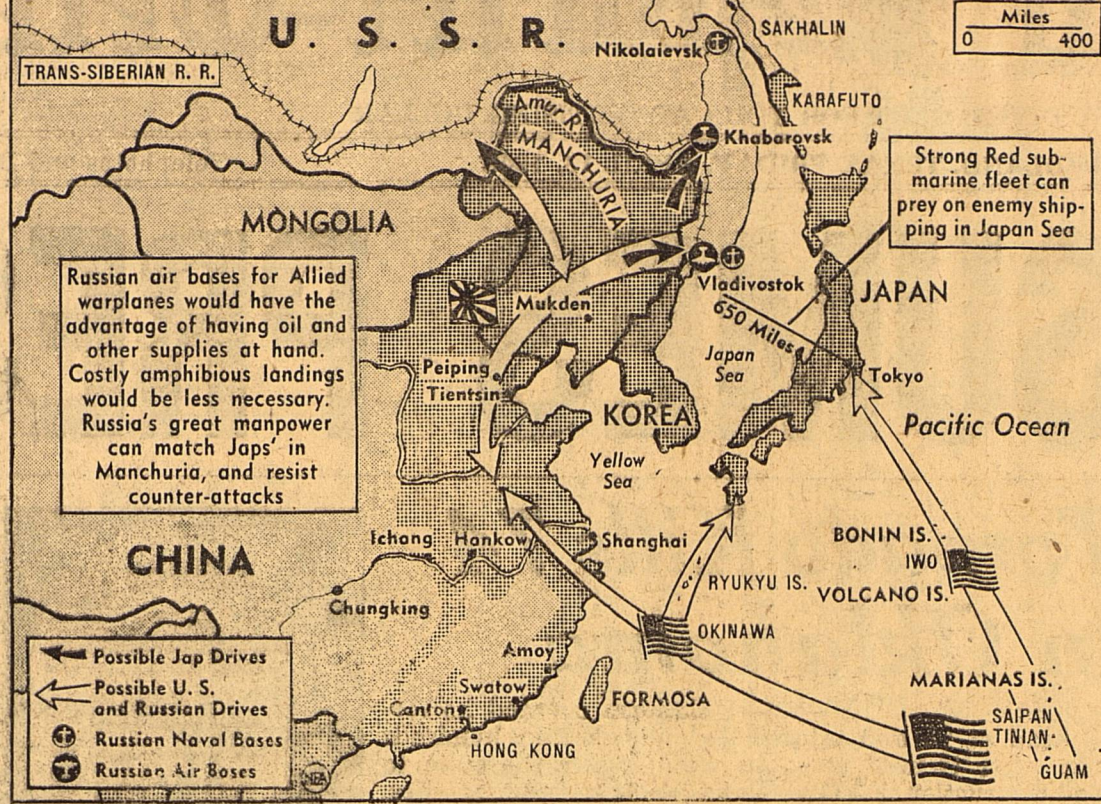 U. S. S. R.
TRANS-SIBERIAN R. R.
Nikolaievsk
SAKHALIN
Miles
0 400
KARAFUTO
Amur R.
MANCHURIA
Khabarovsk
Strong Red sub-
marine fleet can
prey on enemy ship-
ping in Japan Sea
MONGOLIA
Russian air bases for Allied
warplanes would have the
advantage of having oil and
other supplies at hand.
Costly amphibious landings
would be less necessary.
Russia's great manpower
can match Japs' in
Manchuria, and resist
counter-attacks
Mukden
Vladivostok
JAPAN
650 Miles
Japan
Sea
Peiping
Tientsin
Tokyo
KOREA
Pacific Ocean
Yellow
Sea
CHINA
Ichang
Hankow
Shanghai
BONIN IS.
IWO
VOLCANO IS.
RYUKYU IS.
Chungking
OKINAWA
Possible Jap Drives
Possible U. S.
and Russian Drives
Russian Naval Bases
Russian Air Bases
Amoy
Swatow
Canton
HONG KONG
FORMOSA
MARIANAS IS.
SAIPAN
TINIAN
GUAM
NEA